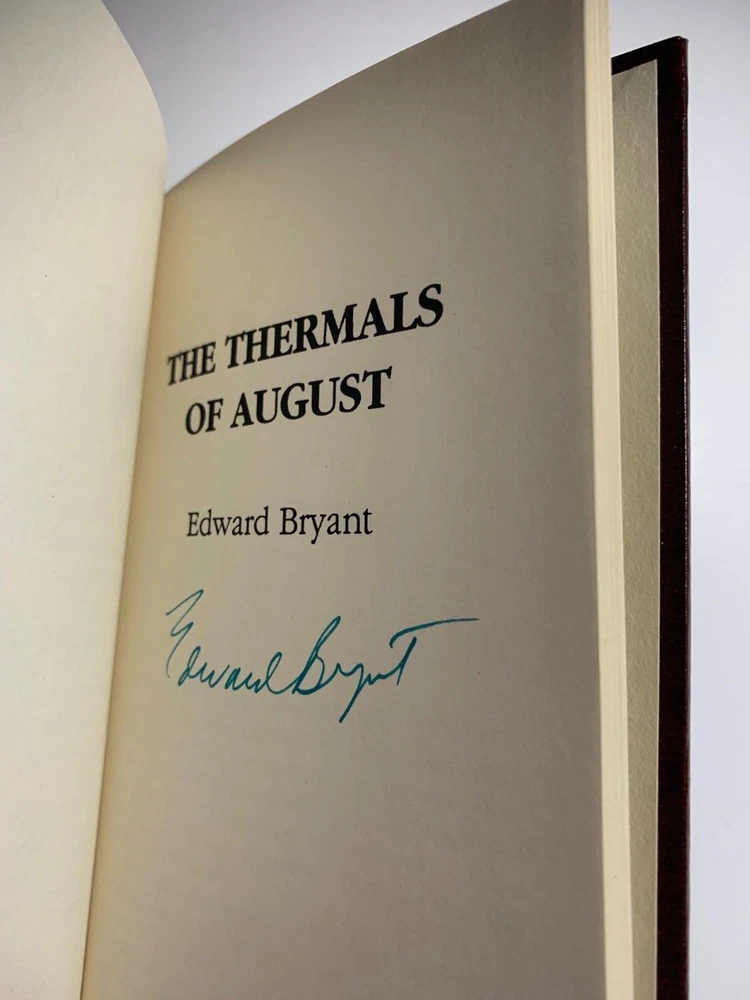 THE THERMALS
OF AUGUST
Edward Bryant
Edward Bryant